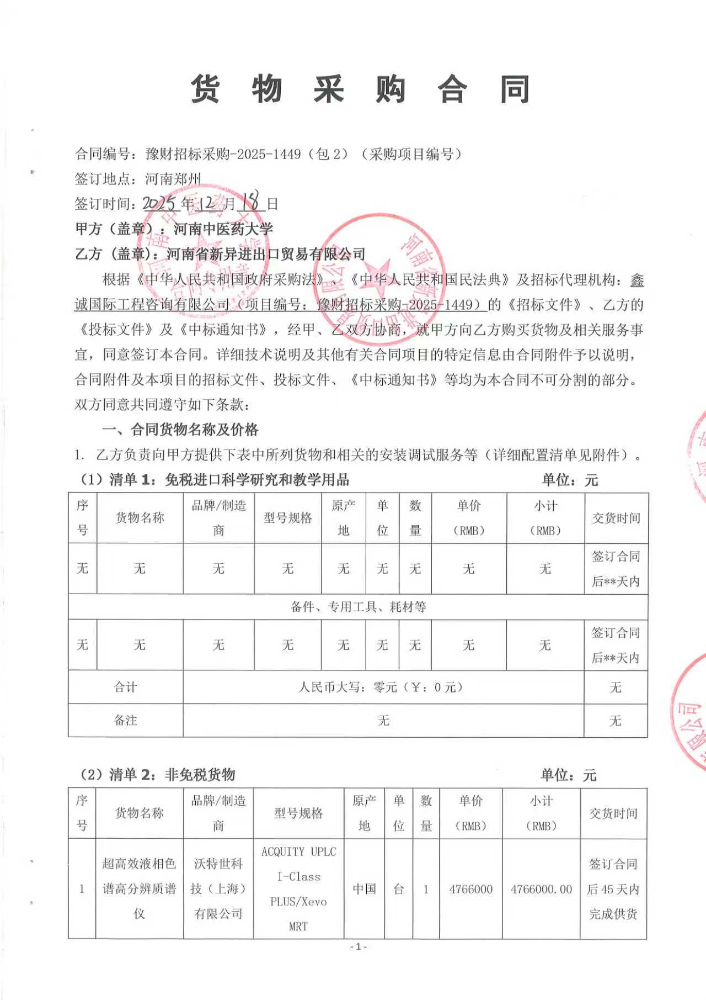 货物采购合同
合同编号：豫财招标采购-2025-1449（包2）（采购项目编号）
签订地点：河南郑州
签订时间：2025年12月18日
甲方（盖章）：河南中医药大学
乙方（盖章）：河南省新异进出口贸易有限公司
根据《中华人民共和国政府采购法》、《中华人民共和国民法典》及招标代理机构：鑫
诚国际工程咨询有限公司（项目编号：豫财招标采购-2025-1449）的《招标文件》、乙方的
《投标文件》及《中标通知书》，经甲、乙双方协商，就甲方向乙方购买货物及相关服务事
宜，同意签订本合同。详细技术说明及其他有关合同项目的特定信息由合同附件予以说明，
合同附件及本项目的招标文件、投标文件、《中标通知书》等均为本合同不可分割的部分。
双方同意共同遵守如下条款：
一、合同货物名称及价格
1. 乙方负责向甲方提供下表中所列货物和相关的安装调试服务等（详细配置清单见附件）。
（1）清单1：免税进口科学研究和教学用品 单位：元
序号 货物名称 品牌/制造商 型号规格 原产地 单位 数量 单价（RMB） 小计（RMB） 交货时间
无 无 无 无 无 无 无 无 无 签订合同后**天内
备件、专用工具、耗材等
无 无 无 无 无 无 无 无 无 签订合同后**天内
合计 人民币大写：零元（￥：0元） 无
备注 无 无
（2）清单2：非免税货物 单位：元
序号 货物名称 品牌/制造商 型号规格 原产地 单位 数量 单价（RMB） 小计（RMB） 交货时间
1 超高效液相色谱高分辨质谱仪 沃特世科技（上海）有限公司 ACQUITY UPLC I-Class PLUS/Xevo MRT 中国 台 1 4766000 4766000.00 签订合同后45天内完成供货
- 1 -